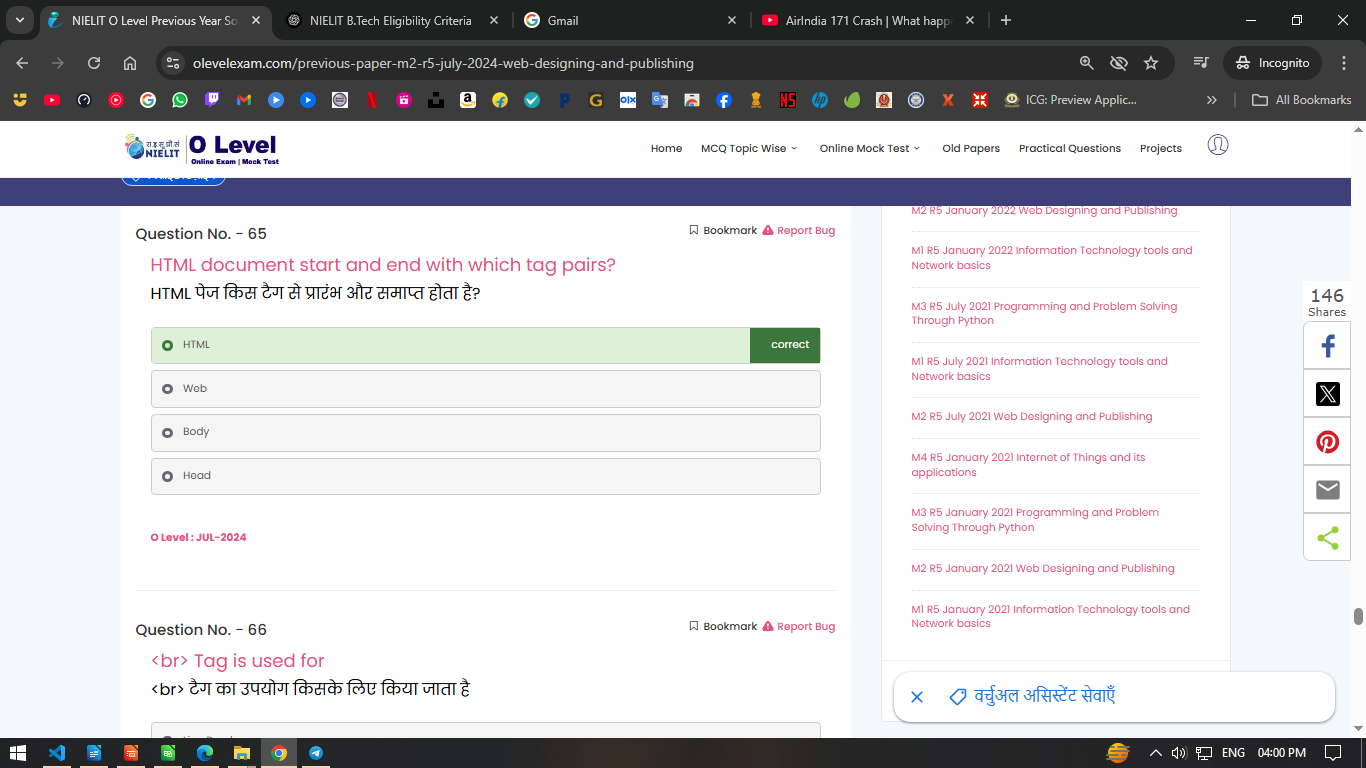 NIELIT O Level Previous Year So
NIELIT B.Tech Eligibility Criteria
Gmail
AirIndia 171 Crash | What happe
olevelexam.com/previous-paper-m2-r5-july-2024-web-designing-and-publishing
Incognito
ICG: Preview Applic...
All Bookmarks
रा.इ.सू.प्रौ.सं
NIELIT
O Level
Online Exam | Mock Test
Home
MCQ Topic Wise
Online Mock Test
Old Papers
Practical Questions
Projects
Question No. - 65
Bookmark
Report Bug
HTML document start and end with which tag pairs?
HTML पेज किस टैग से प्रारंभ और समाप्त होता है?
HTML
correct
Web
Body
Head
O Level : JUL-2024
Question No. - 66
Bookmark
Report Bug
<br> Tag is used for
<br> टैग का उपयोग किसके लिए किया जाता है
M2 R5 January 2022 Web Designing and Publishing
M1 R5 January 2022 Information Technology tools and
Network basics
M3 R5 July 2021 Programming and Problem Solving
Through Python
M1 R5 July 2021 Information Technology tools and
Network basics
M2 R5 July 2021 Web Designing and Publishing
M4 R5 January 2021 Internet of Things and its
applications
M3 R5 January 2021 Programming and Problem
Solving Through Python
M2 R5 January 2021 Web Designing and Publishing
M1 R5 January 2021 Information Technology tools and
Network basics
146
Shares
वर्चुअल असिस्टेंट सेवाएँ
ENG
04:00 PM